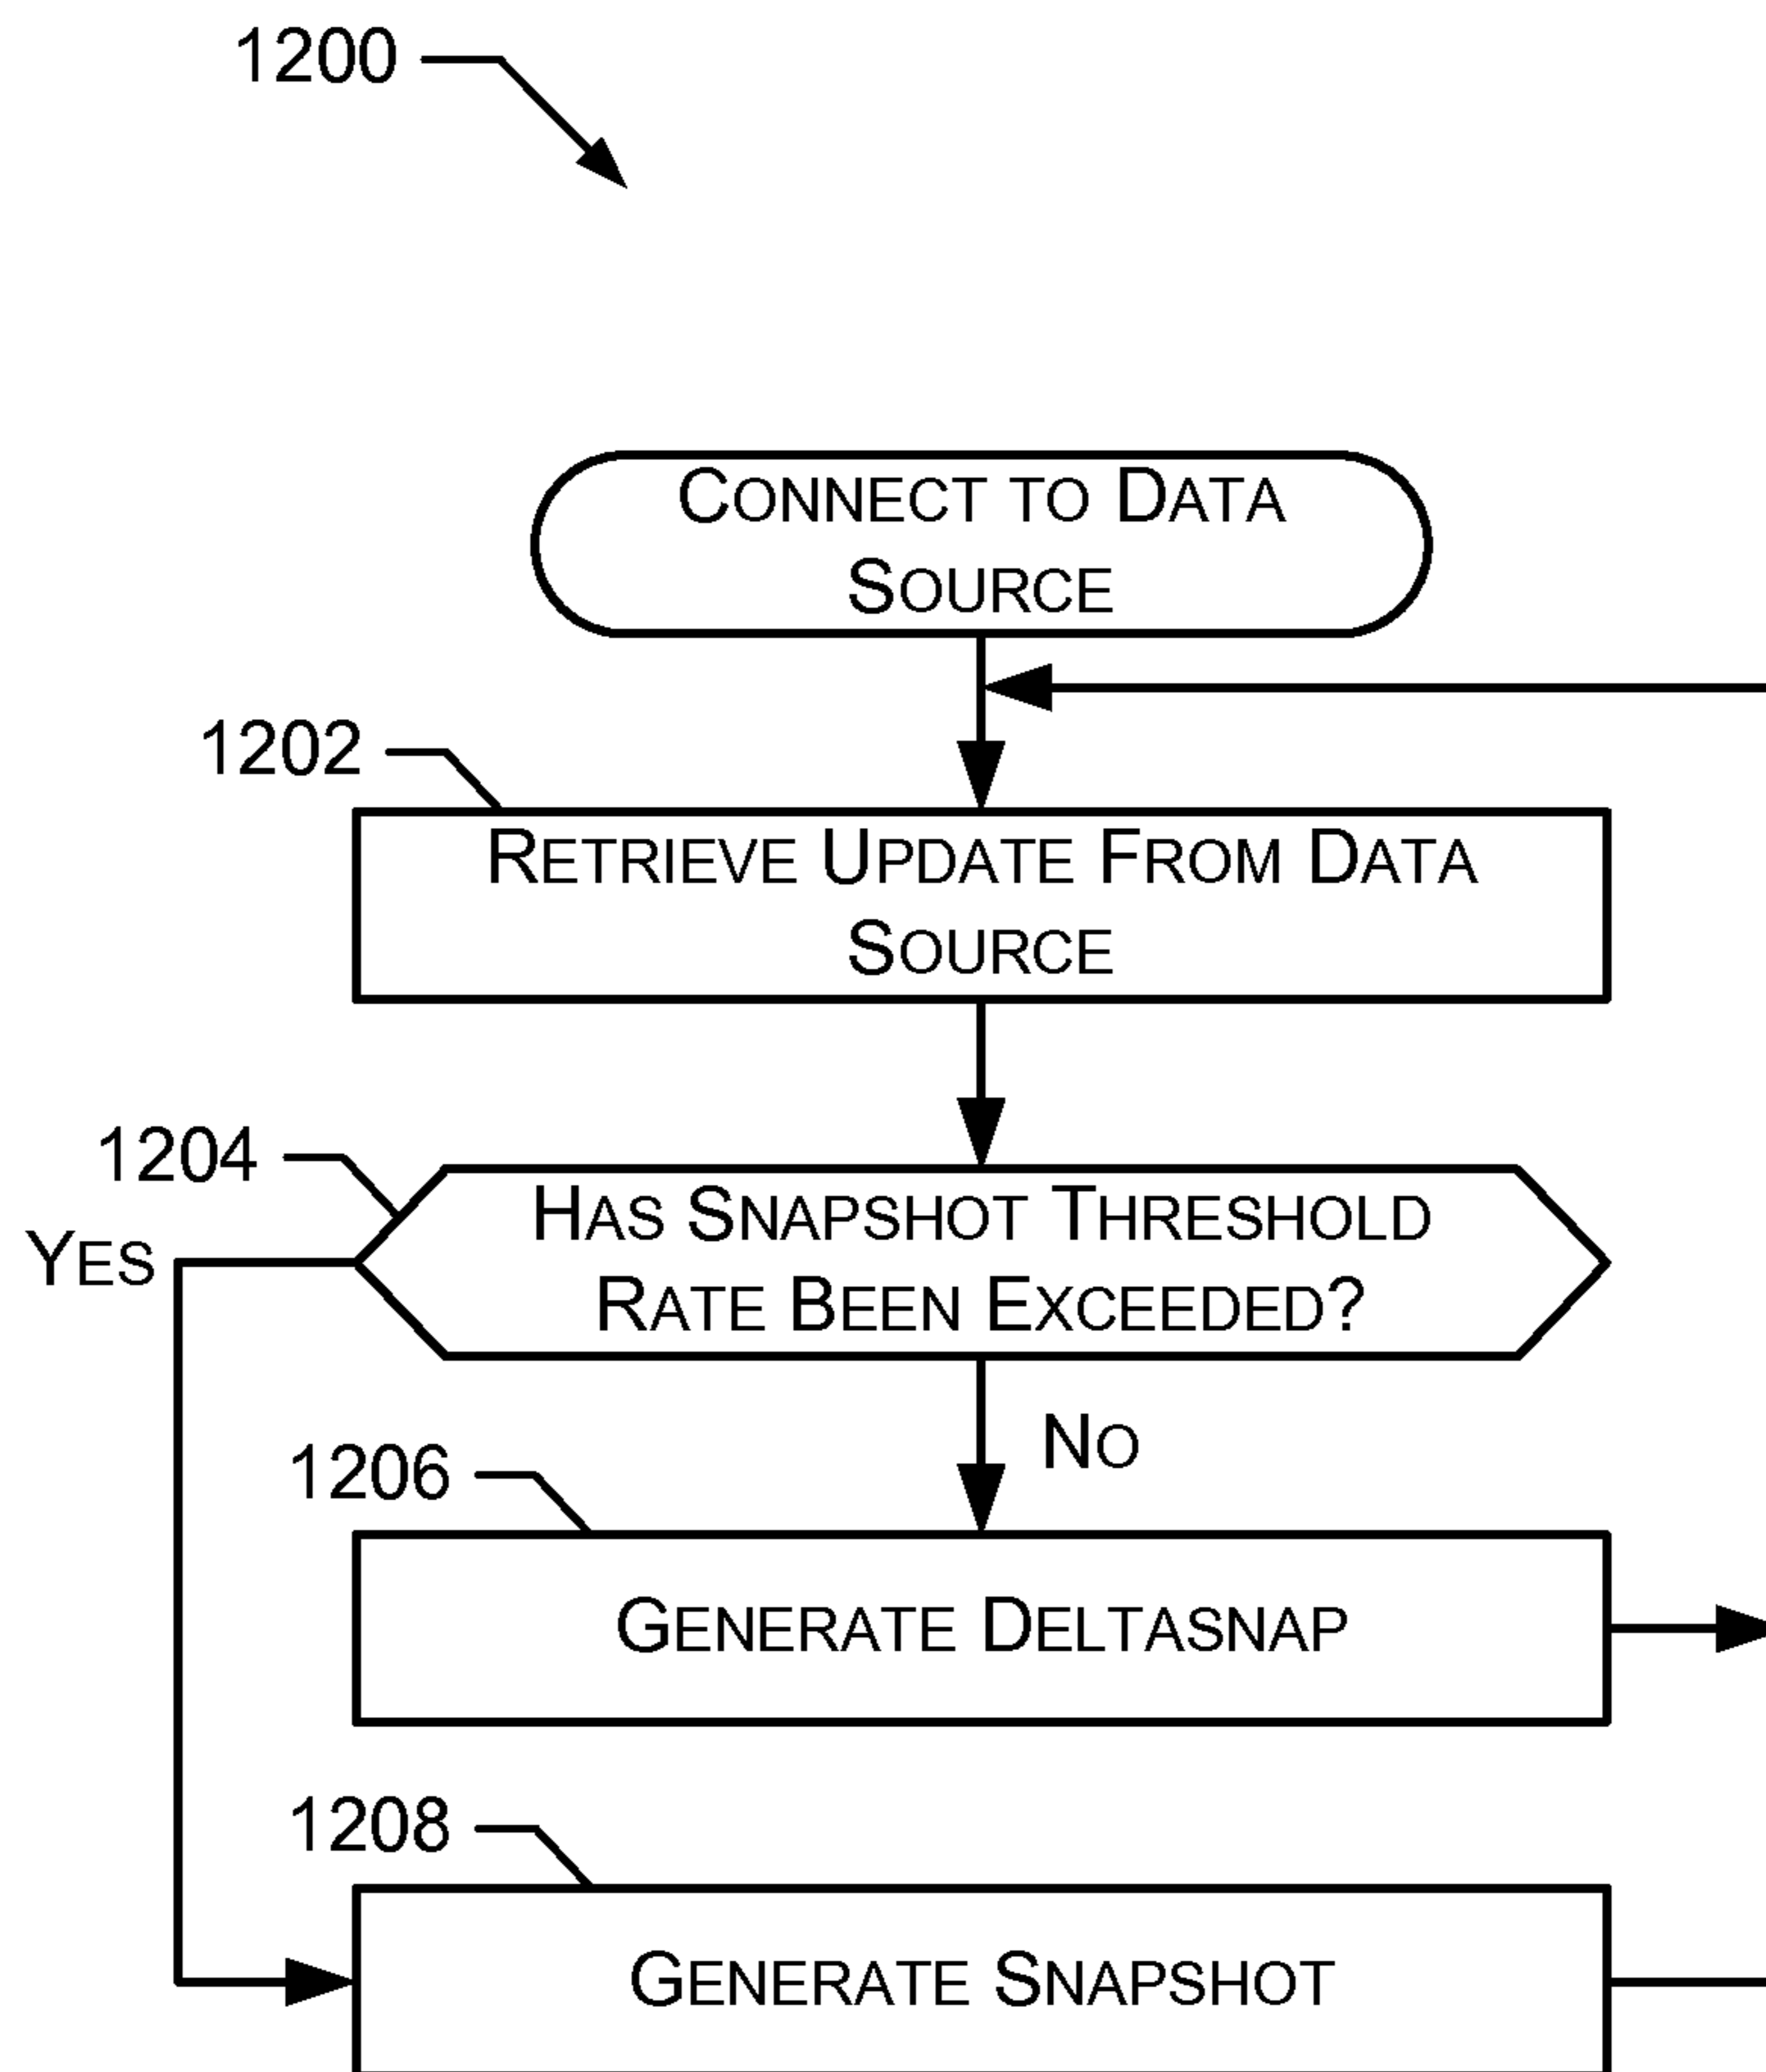 1200
Connect to Data
Source
1202
Retrieve Update From Data
Source
1204
Has Snapshot Threshold
Rate Been Exceeded?
Yes
No
1206
Generate Deltasnap
1208
Generate Snapshot